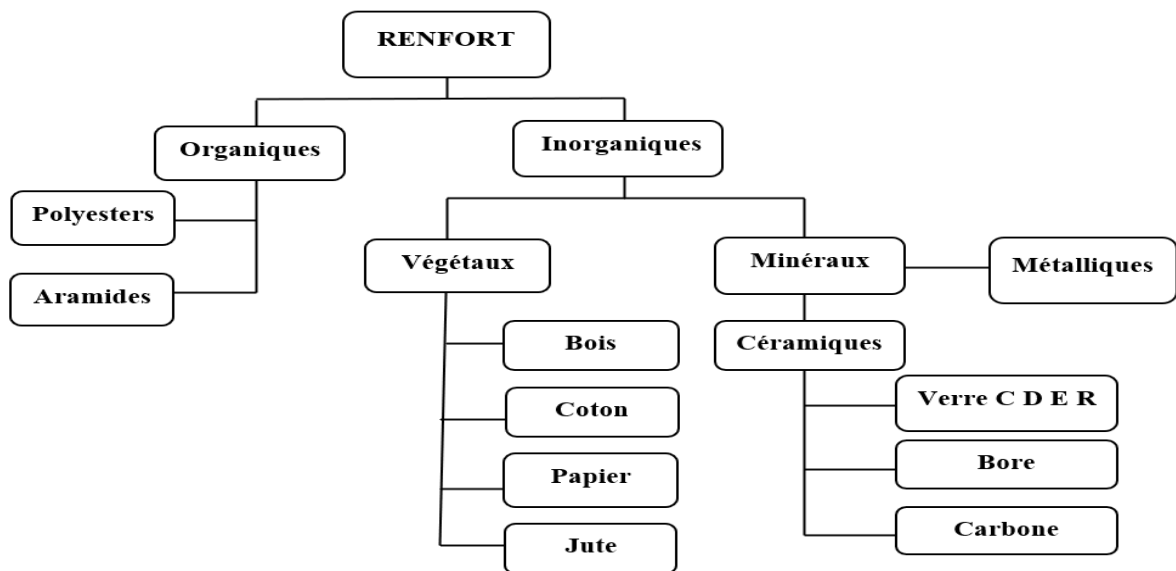 RENFORT
Organiques
Inorganiques
Polyesters
Aramides
Végétaux
Minéraux
Métalliques
Bois
Coton
Papier
Jute
Céramiques
Verre C D E R
Bore
Carbone